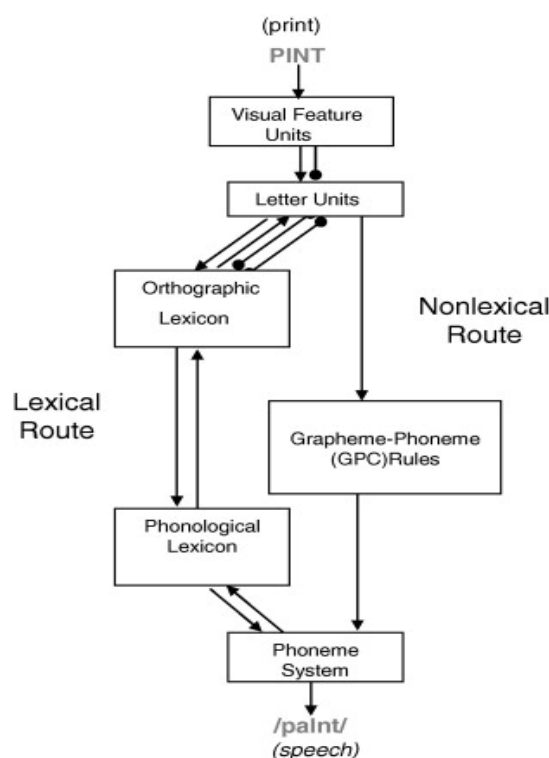 (print)
PINT
Visual Feature
Units
Letter Units
Orthographic
Lexicon
Nonlexical
Route
Lexical
Route
Grapheme-Phoneme
(GPC)Rules
Phonological
Lexicon
Phoneme
System
/paInt/
(speech)